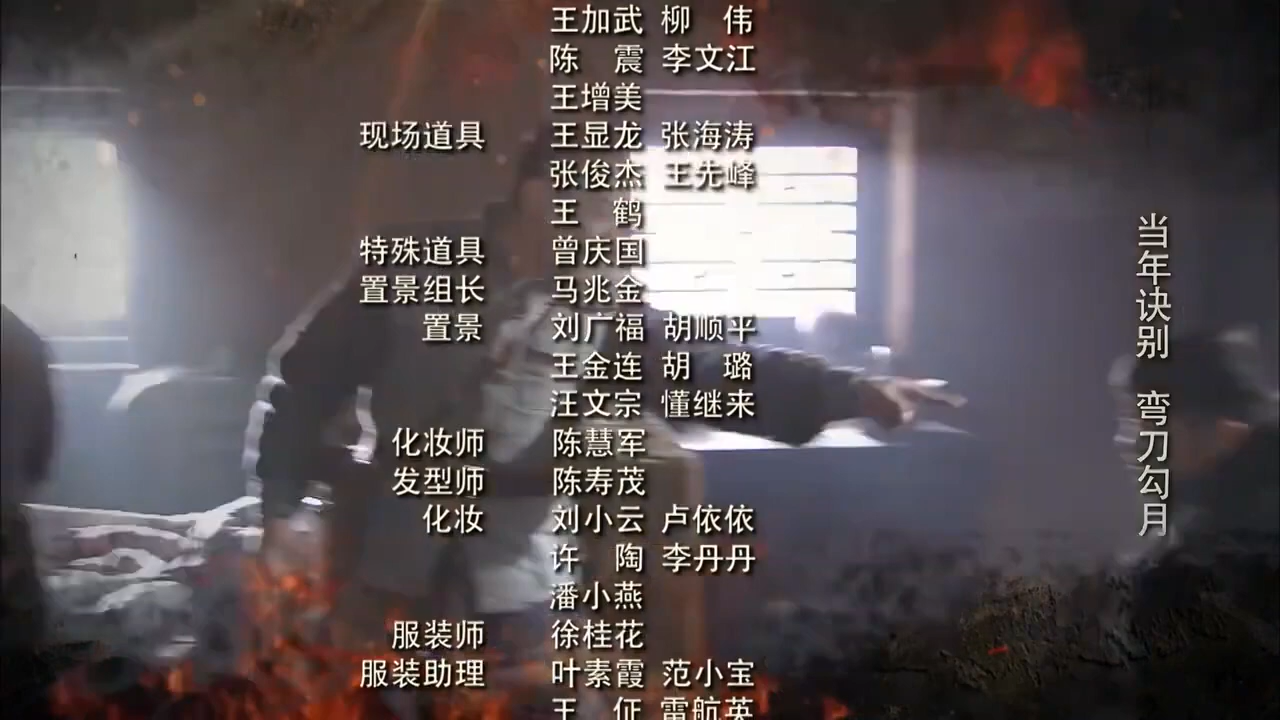 王加武 柳 伟
陈 震 李文江
王增美
现场道具 王显龙 张海涛
张俊杰 王先峰
王 鹤
特殊道具 曾庆国
置景组长 马兆金
置景 刘广福 胡顺平
王金连 胡 璐
汪文宗 懂继来
化妆师 陈慧军
发型师 陈寿茂
化妆 刘小云 卢依依
许 陶 李丹丹
潘小燕
服装师 徐桂花
服装助理 叶素霞 范小宝
王 征 雷航英
当年诀别 弯刀勾月